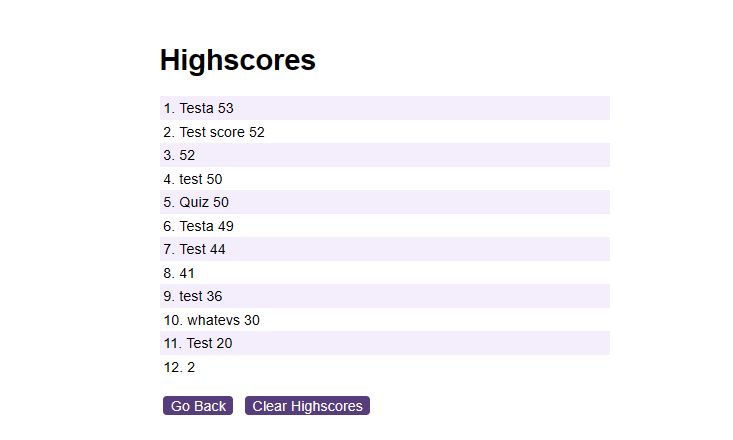 Highscores
1. Testa 53
2. Test score 52
3. 52
4. test 50
5. Quiz 50
6. Testa 49
7. Test 44
8. 41
9. test 36
10. whatevs 30
11. Test 20
12. 2
Go Back Clear Highscores